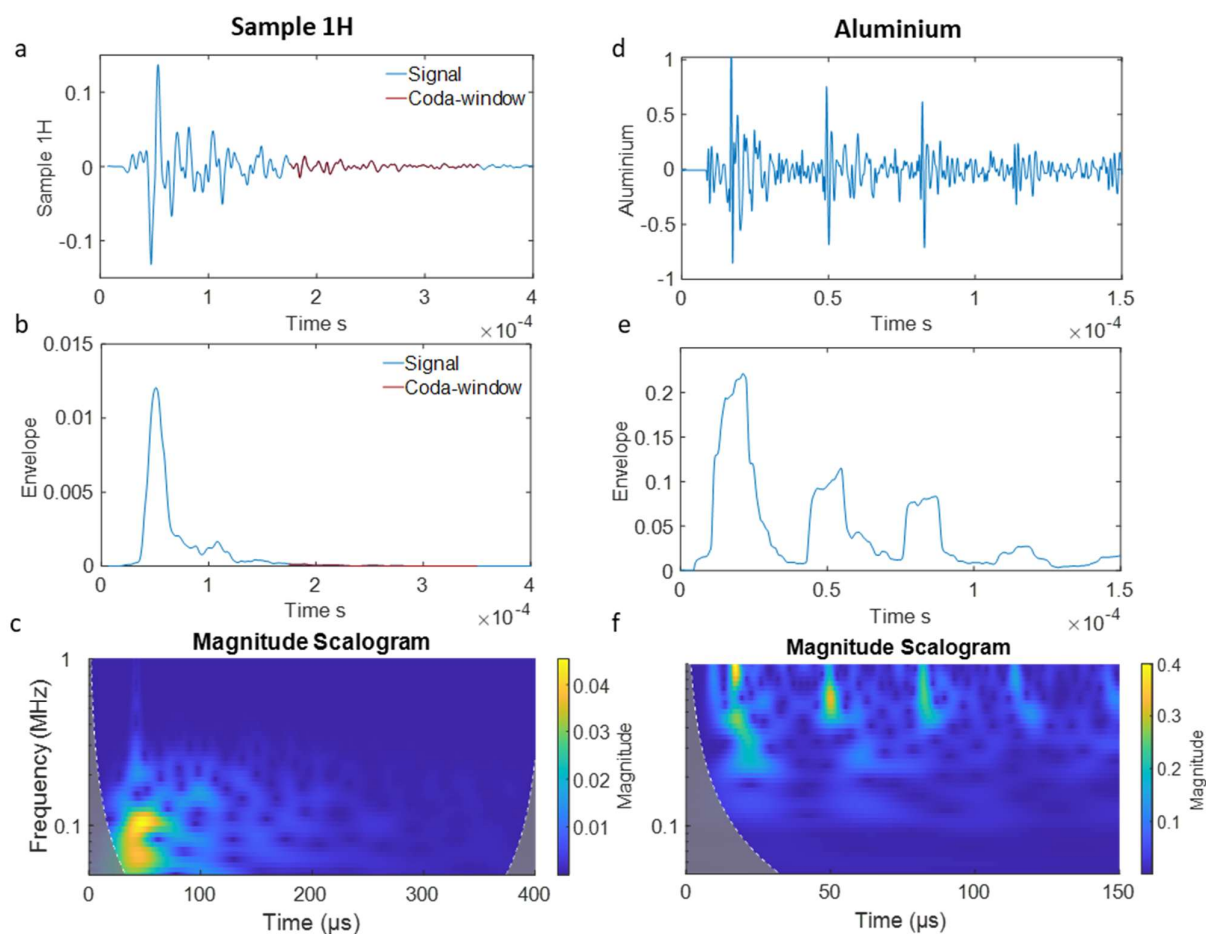 Sample 1H
Aluminium
a
d
Signal
Coda-window
Sample 1H
0.1
0
-0.1
0
1
2
3
4
Time s
×10⁻⁴
Aluminium
1
0.5
0
-0.5
-1
0
0.5
1
1.5
Time s
×10⁻⁴
b
e
Signal
Coda-window
Envelope
0.015
0.01
0.005
0
0
1
2
3
4
Time s
×10⁻⁴
Envelope
0.2
0.15
0.1
0.05
0
0
0.5
1
1.5
Time s
×10⁻⁴
c
f
Magnitude Scalogram
Frequency (MHz)
1
0.1
0
100
200
300
400
Time (µs)
0.04
0.03
0.02
0.01
Magnitude
Magnitude Scalogram
0.1
0
50
100
150
Time (µs)
0.4
0.3
0.2
0.1
Magnitude